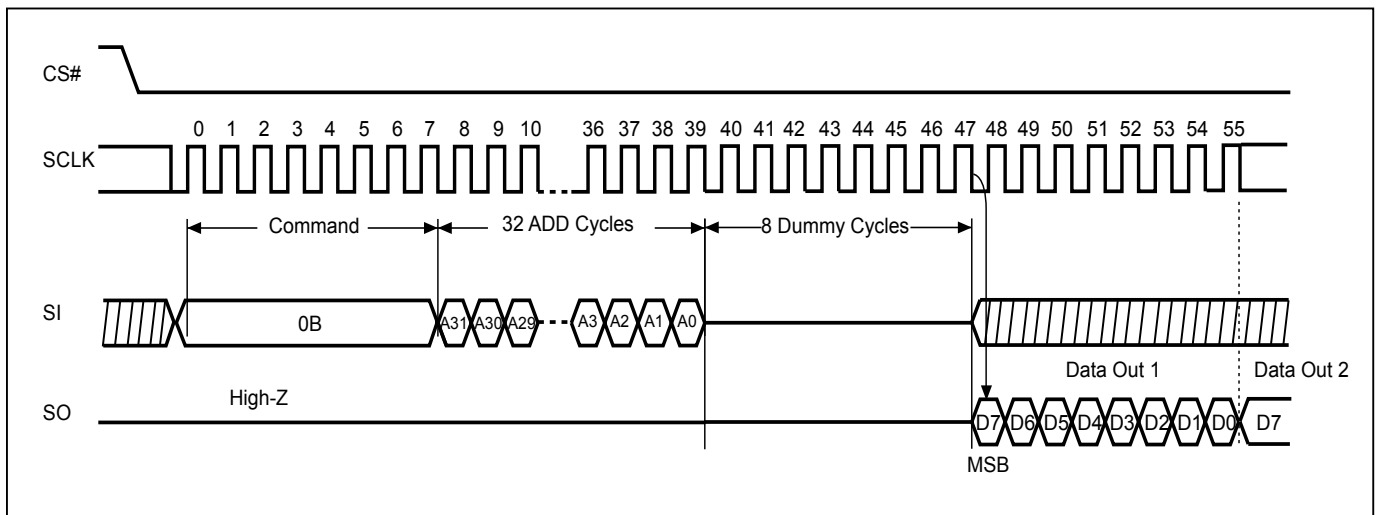 CS#
0 1 2 3 4 5 6 7 8 9 10 36 37 38 39 40 41 42 43 44 45 46 47 48 49 50 51 52 53 54 55
SCLK
Command 32 ADD Cycles 8 Dummy Cycles
SI 0B A31 A30 A29 A3 A2 A1 A0
Data Out 1 Data Out 2
High-Z
SO D7 D6 D5 D4 D3 D2 D1 D0 D7
MSB